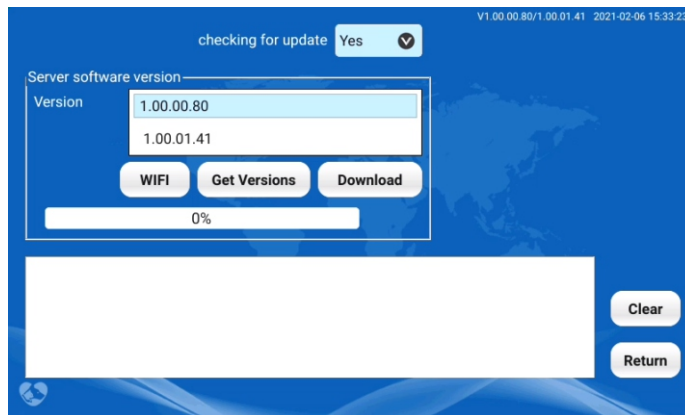 V1.00.00.80/1.00.01.41 2021-02-06 15:33:23
checking for update Yes
Server software version
Version
1.00.00.80
1.00.01.41
WIFI Get Versions Download
0%
Clear
Return